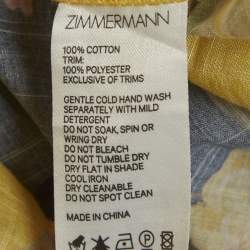 ZIMMERMANN
100% COTTON
TRIM:
100% POLYESTER
EXCLUSIVE OF TRIMS
GENTLE COLD HAND WASH
SEPARATELY WITH MILD
DETERGENT
DO NOT SOAK, SPIN OR
WRING DRY
DO NOT BLEACH
DO NOT TUMBLE DRY
DRY FLAT IN SHADE
COOL IRON
DRY CLEANABLE
DO NOT SPOT CLEAN
MADE IN CHINA